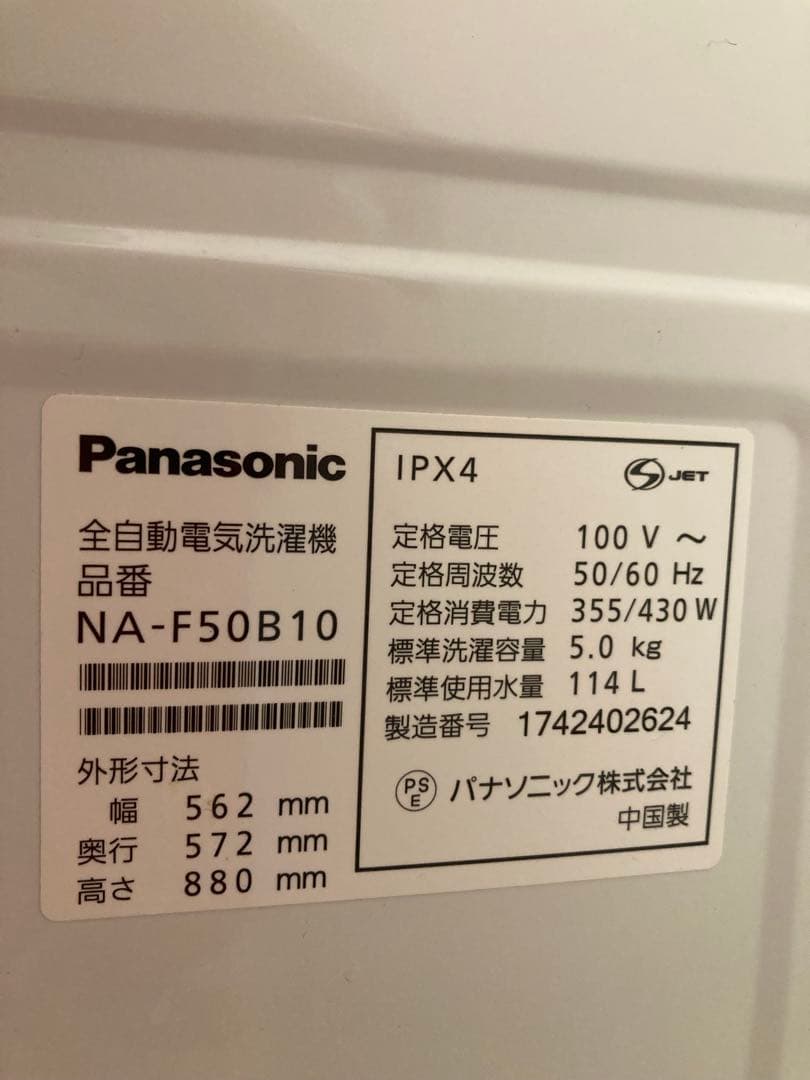 Panasonic
全自動電気洗濯機
品番
NA-F50B10
外形寸法
幅 562 mm
奥行 572 mm
高さ 880 mm
IPX4
S JET
定格電圧 100 V ～
定格周波数 50/60 Hz
定格消費電力 355/430 W
標準洗濯容量 5.0 kg
標準使用水量 114 L
製造番号 1742402624
PS
E
パナソニック株式会社
中国製